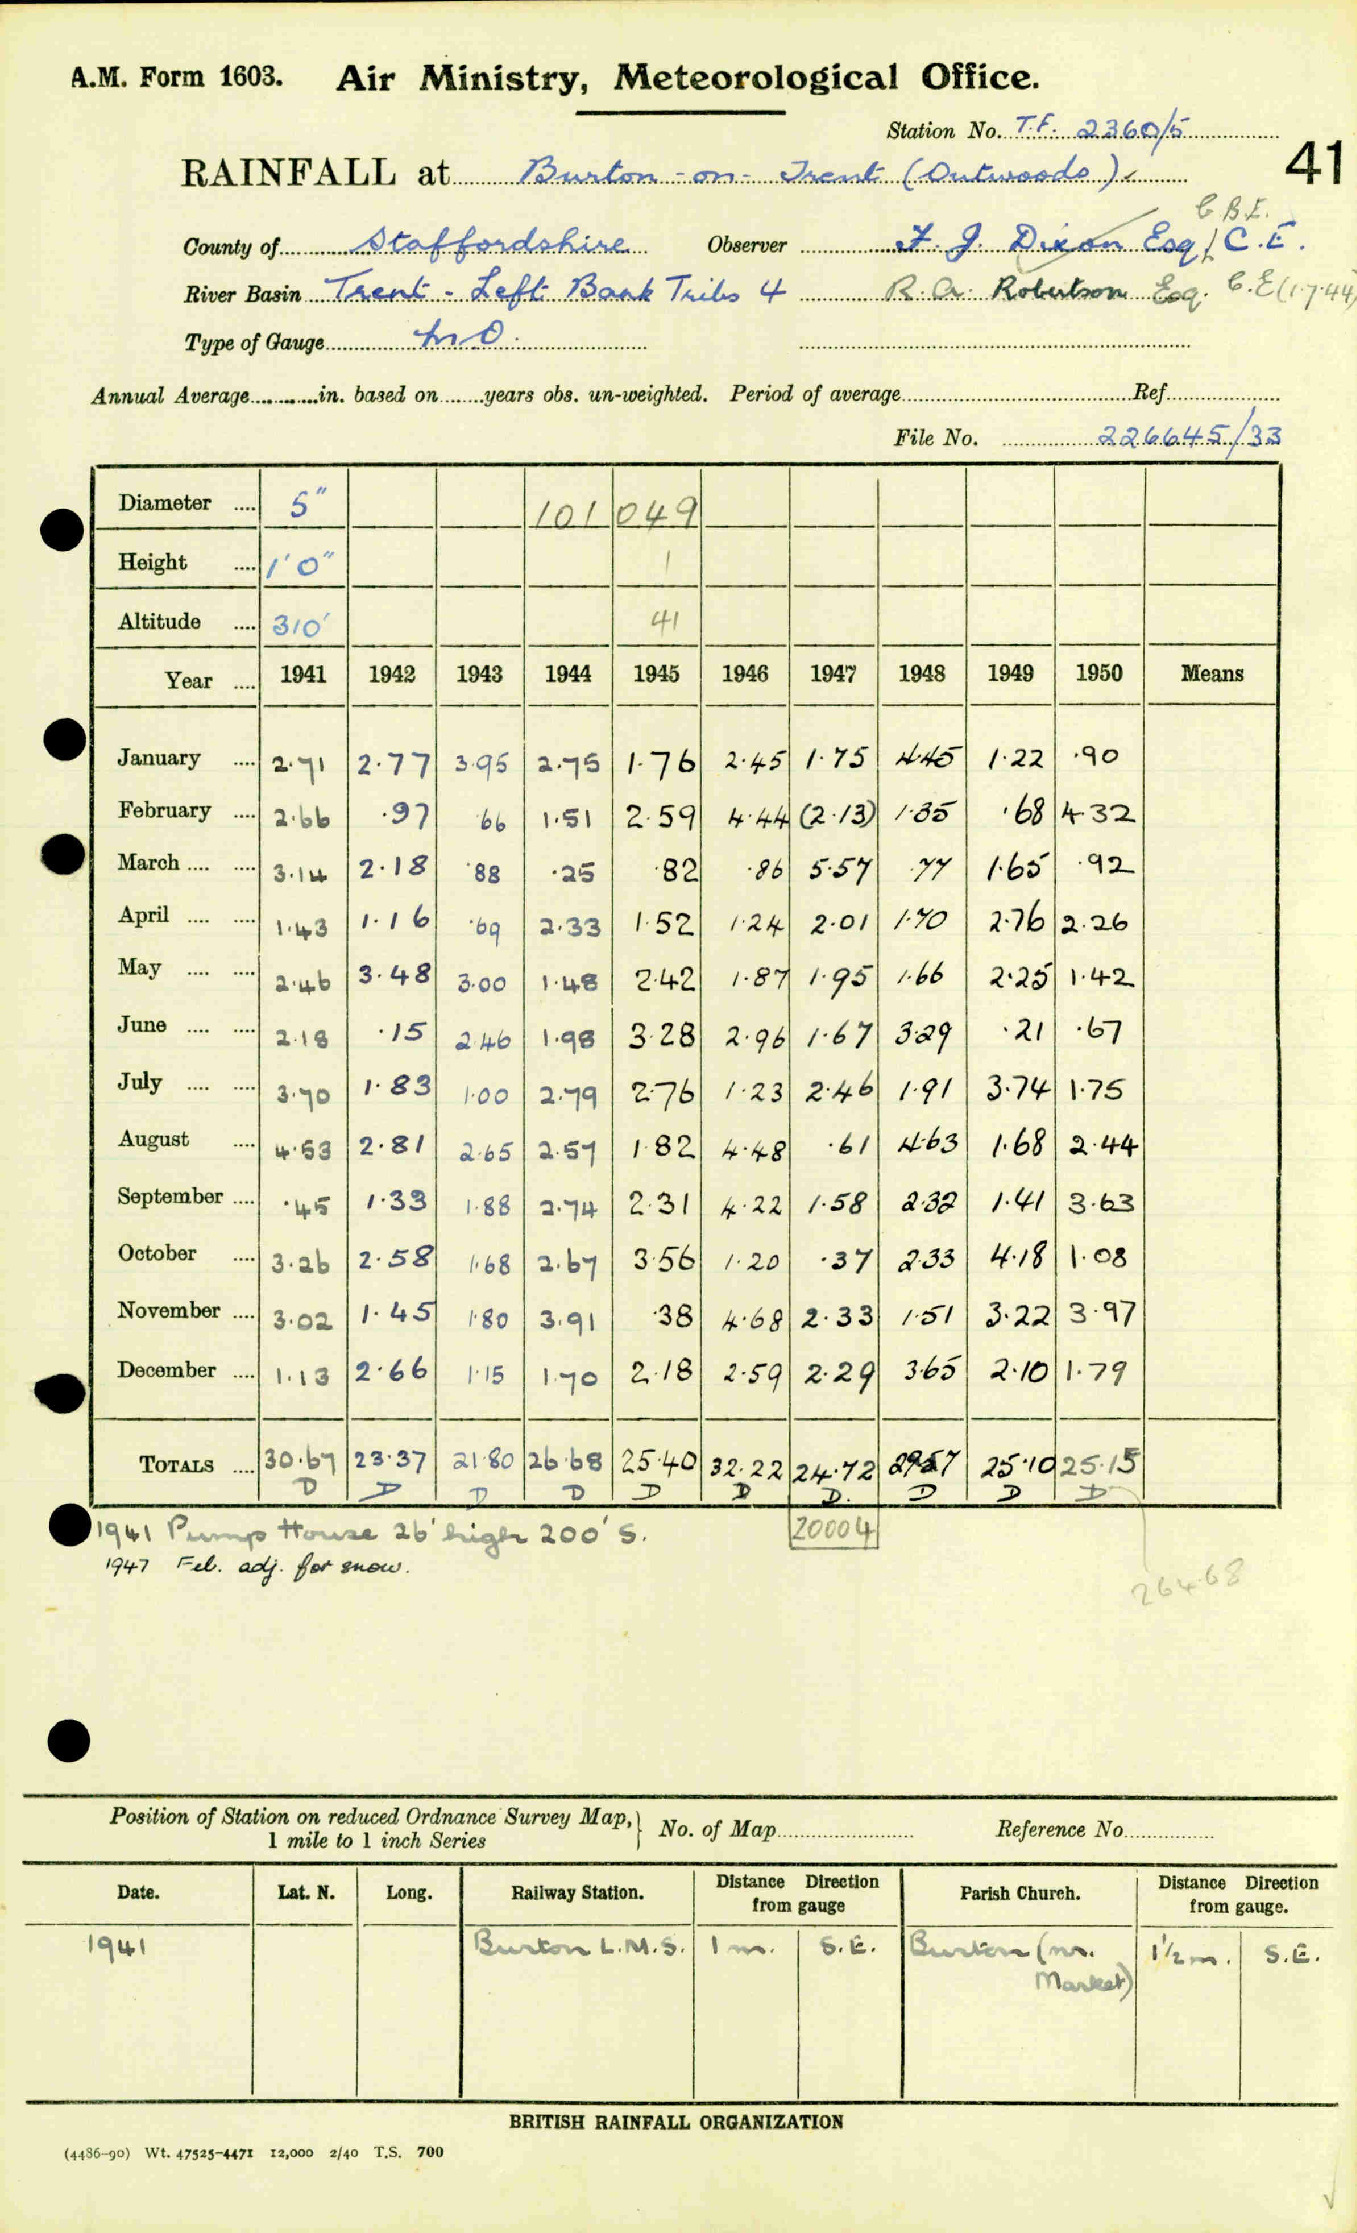 A.M. Form 1603. Air Ministry, Meteorological Office.
Station No. T.F. 2360/5
41
RAINFALL at Burton-on-Trent (Outwoods)
C.B.E.
County of Staffordshire Observer F. J. Dixon Esq, C.E.
River Basin Trent - Left Bank Tribs 4 R.A. Robertson Esq. C.E (1.7.44)
Type of Gauge MO.
Annual Average in. based on years obs. un-weighted. Period of average Ref.
File No. 226645/33
Diameter .... 5" 101 049
Height .... 1'0" 1
Altitude .... 310' 41
Year .... 1941 1942 1943 1944 1945 1946 1947 1948 1949 1950 Means
January .... 2.71 2.77 3.95 2.75 1.76 2.45 1.75 4.45 1.22 .90
February .... 2.66 .97 .66 1.51 2.59 4.44 (2.13) 1.35 .68 4.32
March .... .... 3.14 2.18 .88 .25 .82 .86 5.57 .77 1.65 .92
April .... .... 1.43 1.16 .69 2.33 1.52 1.24 2.01 1.70 2.76 2.26
May .... .... 2.46 3.48 3.00 1.48 2.42 1.87 1.95 1.66 2.25 1.42
June .... .... 2.18 .15 2.46 1.98 3.28 2.96 1.67 3.29 .21 .67
July .... .... 3.70 1.83 1.00 2.79 2.76 1.23 2.46 1.91 3.74 1.75
August .... 4.53 2.81 2.65 2.57 1.82 4.48 .61 4.63 1.68 2.44
September .... .45 1.33 1.88 2.74 2.31 4.22 1.58 2.32 1.41 3.63
October .... 3.26 2.58 1.68 2.67 3.56 1.20 .37 2.33 4.18 1.08
November .... 3.02 1.45 1.80 3.91 .38 4.68 2.33 1.51 3.22 3.97
December .... 1.13 2.66 1.15 1.70 2.18 2.59 2.29 3.65 2.10 1.79
TOTALS .... 30.67 23.37 21.80 26.68 25.40 32.22 24.72 29.57 25.10 25.15
D D D D D D D. D D D
1941 Pump House 26' high 200' S. 20004
1947 Feb. adj. for snow.
264.68
Position of Station on reduced Ordnance Survey Map,
1 mile to 1 inch Series } No. of Map Reference No.
Date. Lat. N. Long. Railway Station. Distance from gauge Direction Parish Church. Distance from gauge. Direction
1941 Burton L.M.S. 1 m. S.E. Burton (nr. 1½ m. S.E.
Market)
BRITISH RAINFALL ORGANIZATION
(4486-90) Wt. 47525-4471 12,000 2/40 T.S. 700